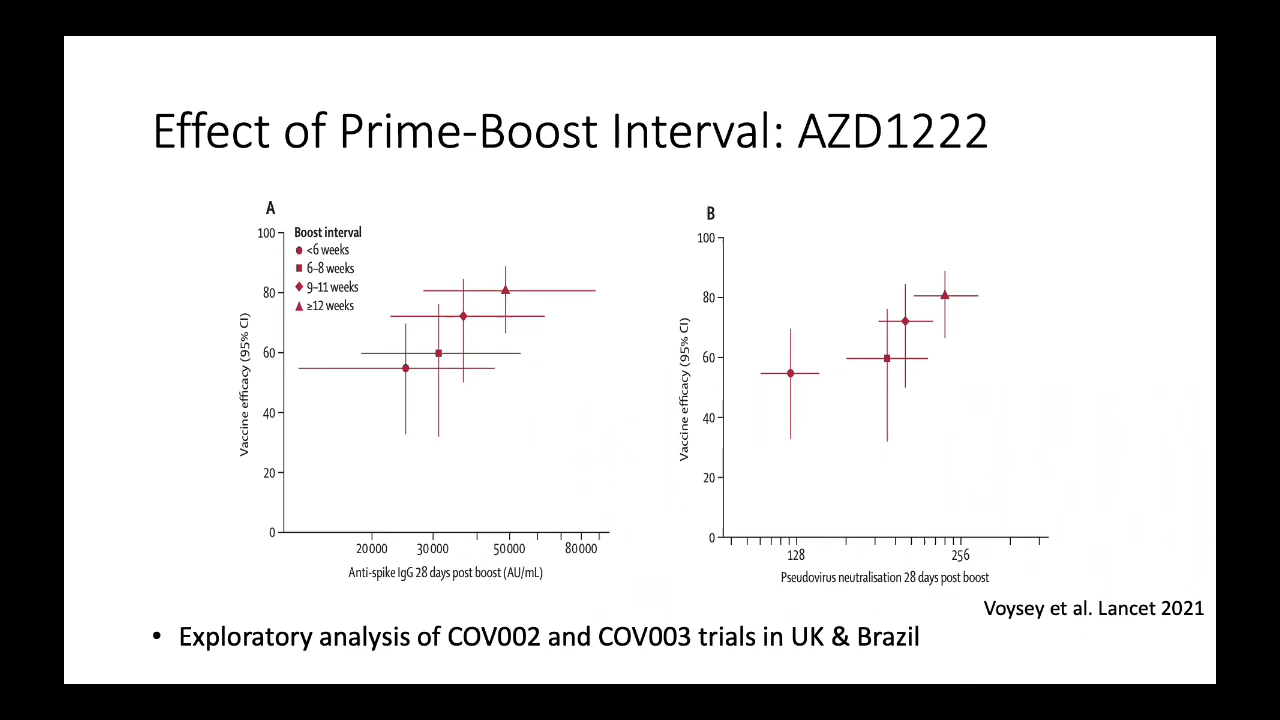 Effect of Prime-Boost Interval: AZD1222
A
100
80
60
40
20
0
Vaccine efficacy (95% CI)
Boost interval
<6 weeks
6–8 weeks
9–11 weeks
≥12 weeks
20000 30000 50000 80000
Anti-spike IgG 28 days post boost (AU/mL)
B
100
80
60
40
20
0
Vaccine efficacy (95% CI)
128 256
Pseudovirus neutralisation 28 days post boost
Voysey et al. Lancet 2021
• Exploratory analysis of COV002 and COV003 trials in UK & Brazil